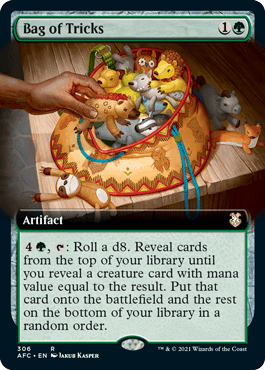 Bag of Tricks 1
Artifact
4 , : Roll a d8. Reveal cards
from the top of your library until
you reveal a creature card with mana
value equal to the result. Put that
card onto the battlefield and the rest
on the bottom of your library in a
random order.
306 R
AFC • EN Jakub Kasper
™ & © 2021 Wizards of the Coast